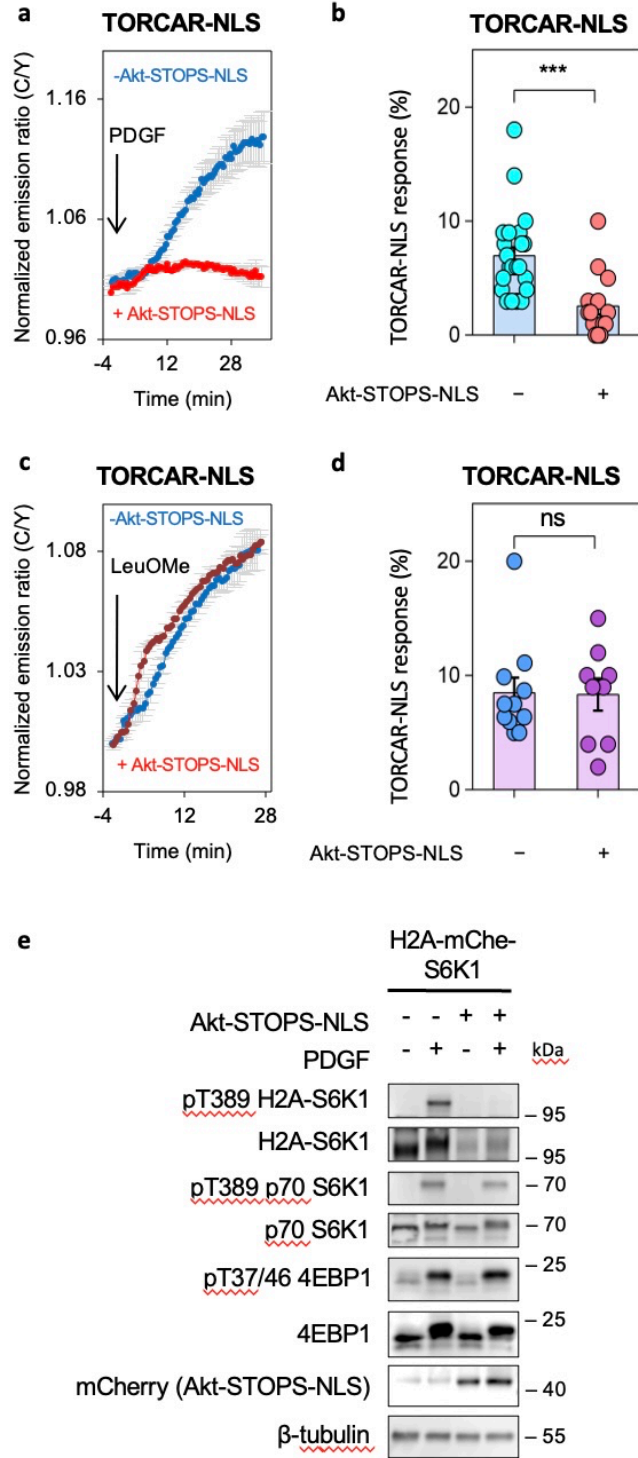 a
TORCAR-NLS
Normalized emission ratio (C/Y)
1.16
1.06
0.96
-Akt-STOPS-NLS
PDGF
+ Akt-STOPS-NLS
-4 12 28
Time (min)
b
TORCAR-NLS
TORCAR-NLS response (%)
20
10
0
***
Akt-STOPS-NLS – +
c
TORCAR-NLS
Normalized emission ratio (C/Y)
1.08
1.03
0.98
-Akt-STOPS-NLS
LeuOMe
+ Akt-STOPS-NLS
-4 12 28
Time (min)
d
TORCAR-NLS
TORCAR-NLS response (%)
20
10
0
ns
Akt-STOPS-NLS – +
e
H2A-mChe-
S6K1
Akt-STOPS-NLS - - + +
PDGF - + - + kDa
pT389 H2A-S6K1 – 95
H2A-S6K1 – 95
pT389 p70 S6K1 – 70
p70 S6K1 – 70
pT37/46 4EBP1 – 25
4EBP1 – 25
mCherry (Akt-STOPS-NLS) – 40
β-tubulin – 55